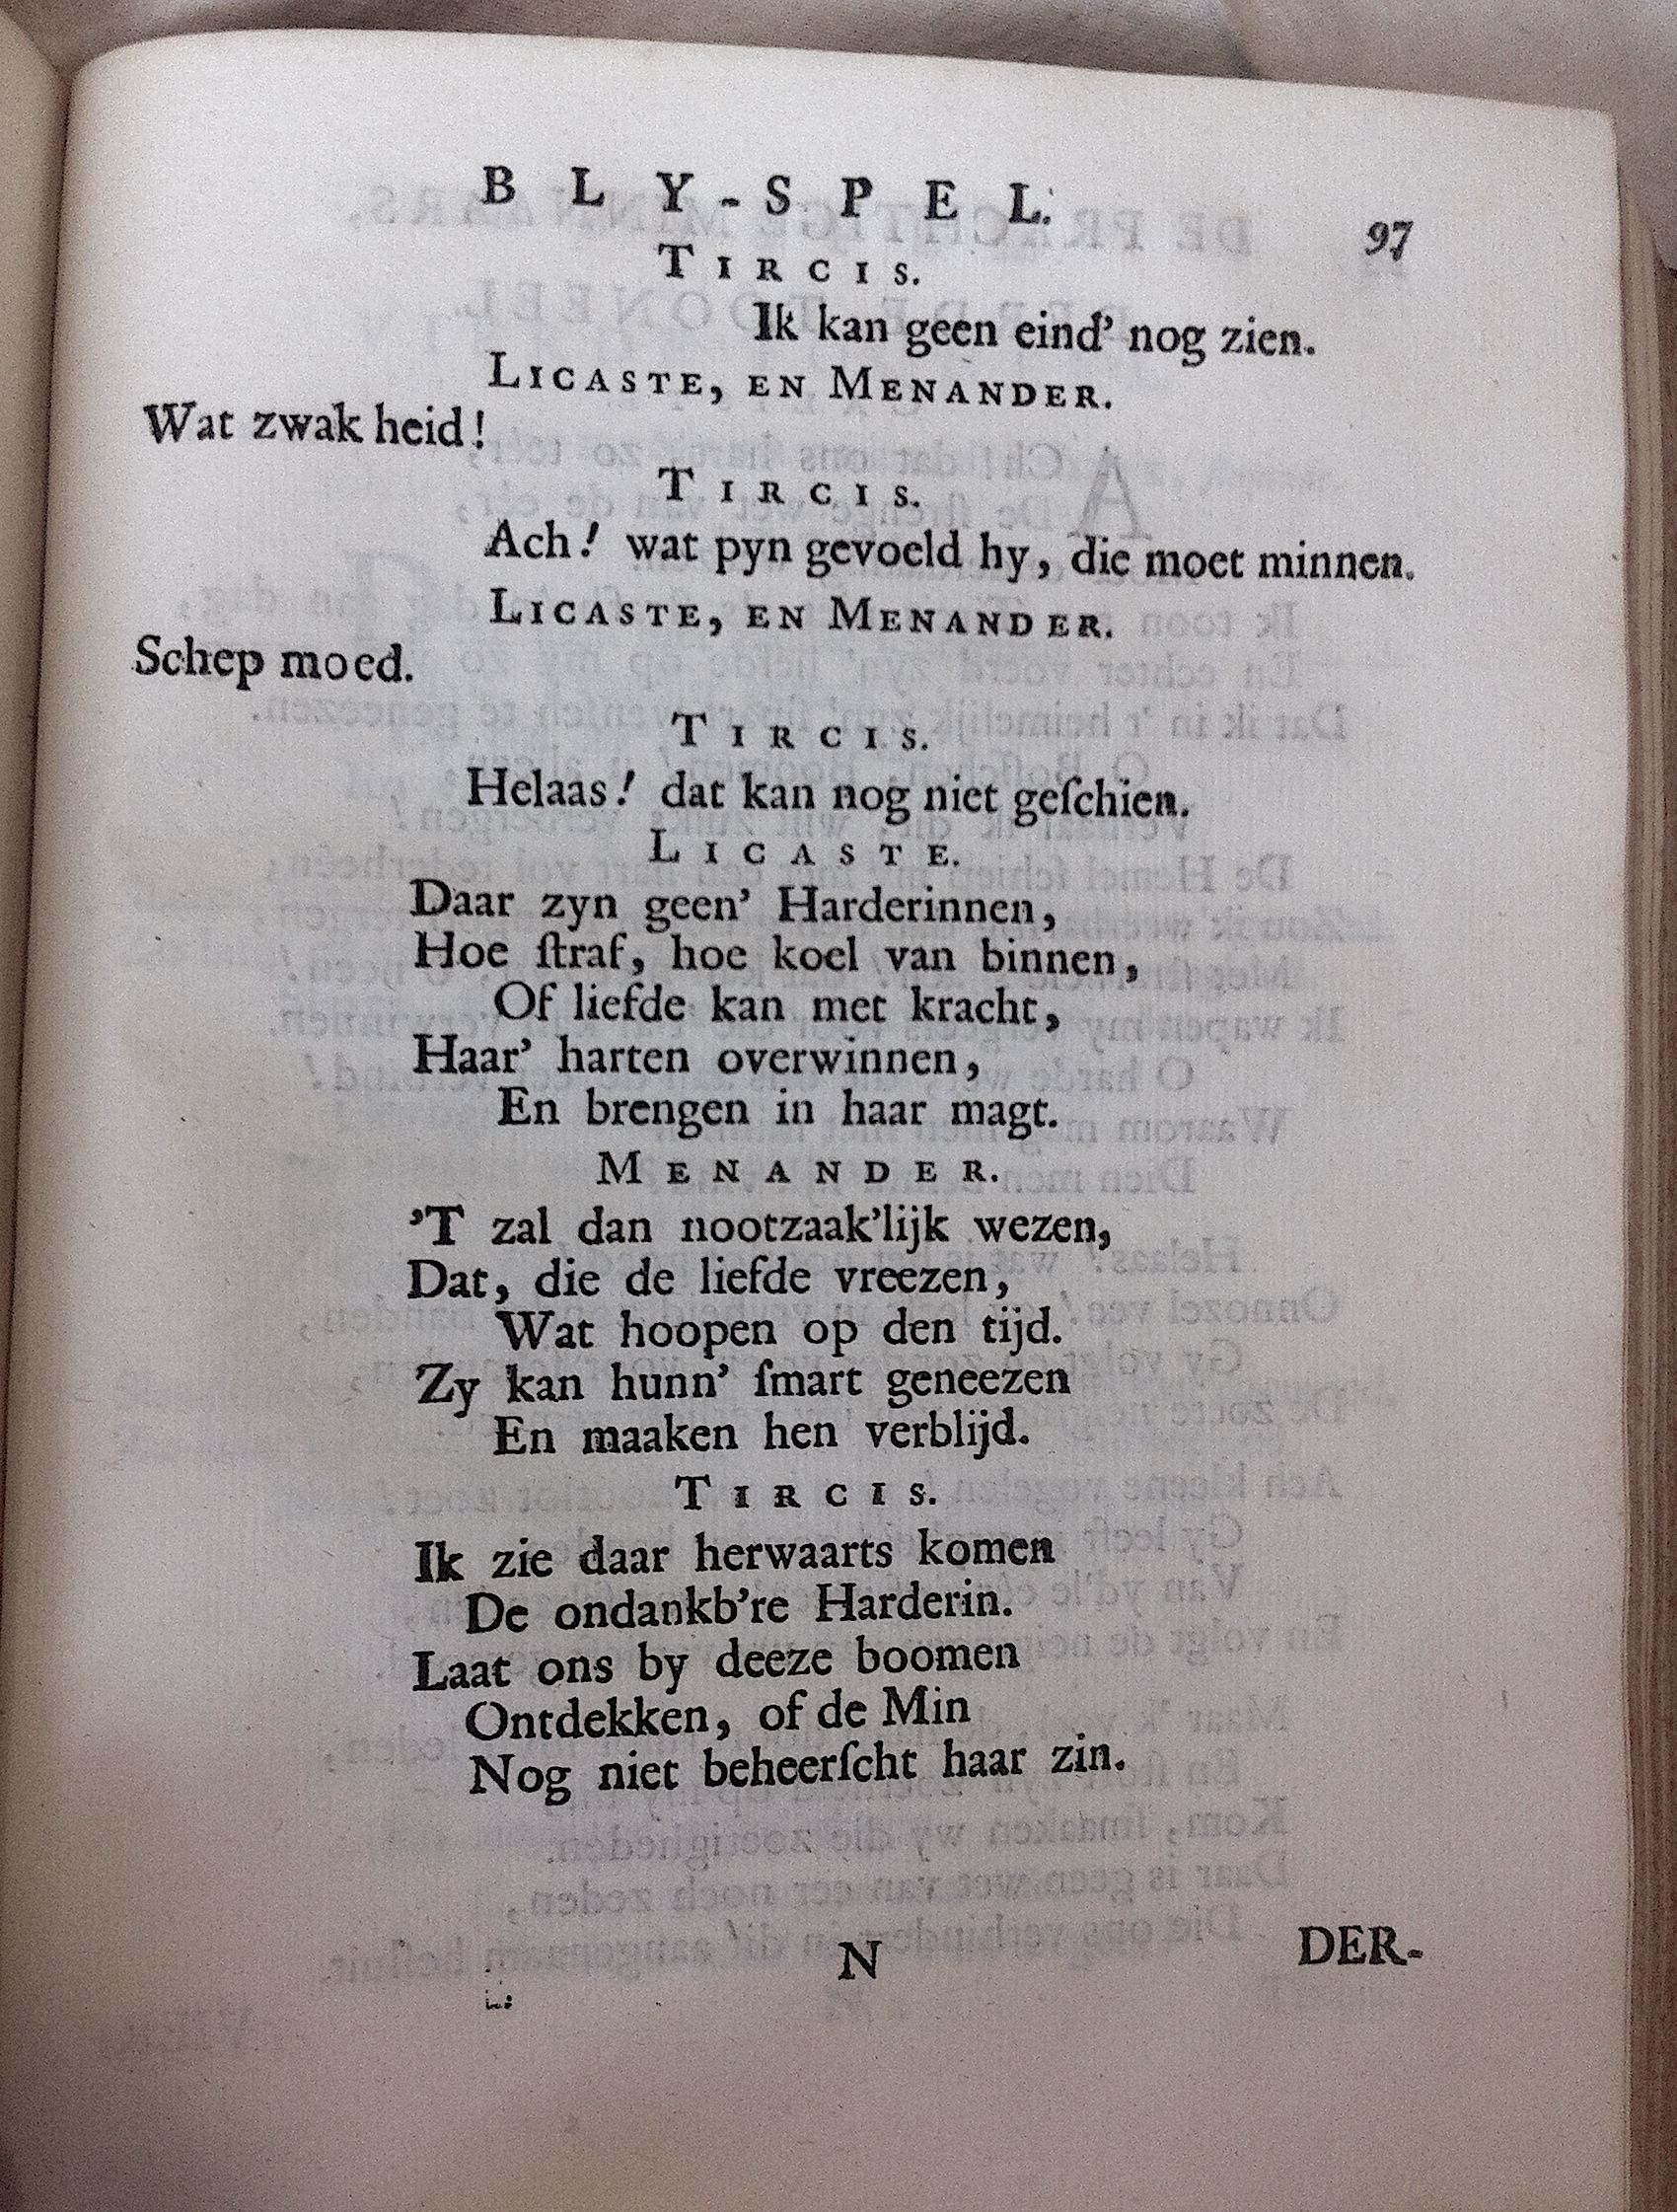 BLY-SPEL. 97
TIRCIS.
Ik kan geen eind' nog zien.
LICASTE, EN MENANDER.
Wat zwakheid!
TIRCIS.
Ach! wat pyn gevoeld hy, die moet minnen.
LICASTE, EN MENANDER.
Schep moed.
TIRCIS.
Helaas! dat kan nog niet geſchien.
LICASTE.
Daar zyn geen' Harderinnen,
Hoe ſtraf, hoe koel van binnen,
Of liefde kan met kracht,
Haar' harten overwinnen,
En brengen in haar magt.
MENANDER.
'T zal dan nootzaak'lijk wezen,
Dat, die de liefde vreezen,
Wat hoopen op den tijd.
Zy kan hunn' ſmart geneezen
En maaken hen verblijd.
TIRCIS.
Ik zie daar herwaarts komen
De ondankb're Harderin.
Laat ons by deeze boomen
Ontdekken, of de Min
Nog niet beheerſcht haar zin.
N DER-